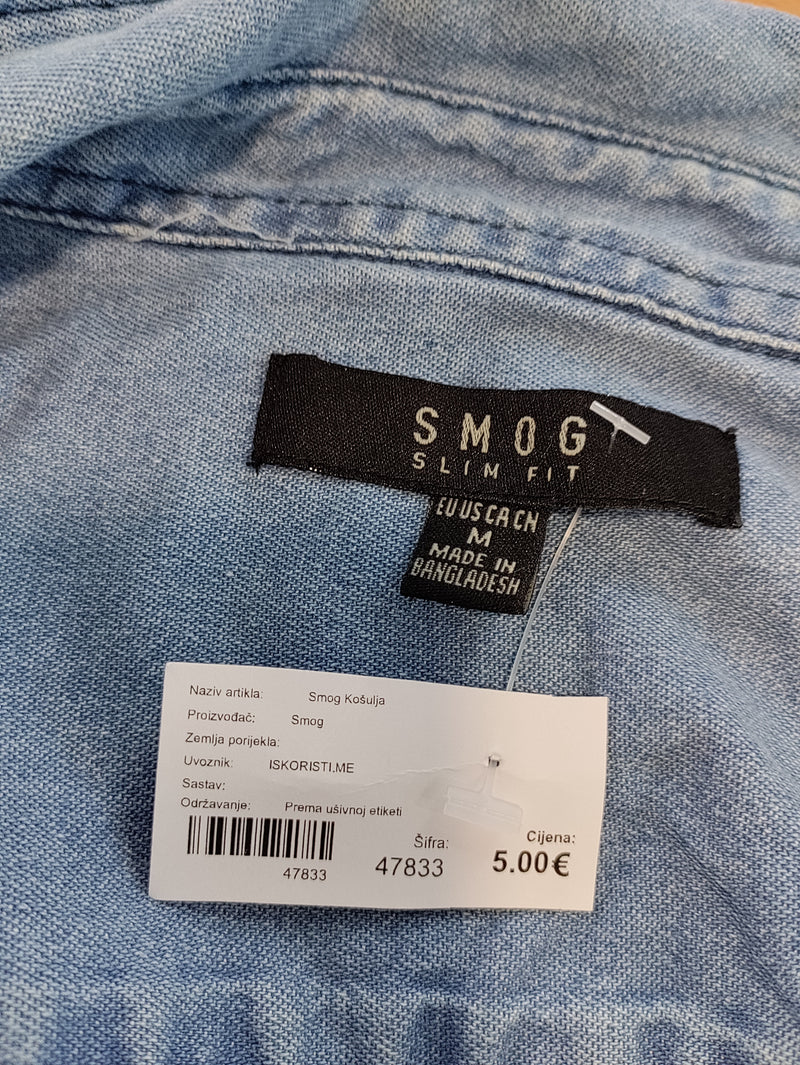 SMOG
SLIM FIT
EU US CA CN
M
MADE IN
BANGLADESH
Naziv artikla: Smog Košulja
Proizvođač: Smog
Zemlja porijekla:
Uvoznik: ISKORISTI.ME
Sastav:
Održavanje: Prema ušivnoj etiketi
47833
Šifra:
47833
Cijena:
5.00€